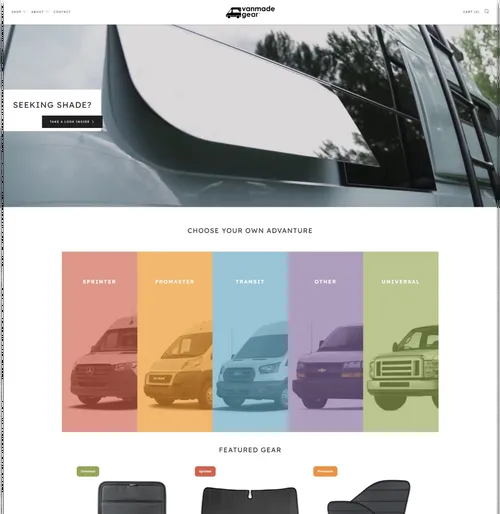 SHOP
ABOUT
CONTACT
vanmade
gear
CART (0)
SEEKING SHADE?
TAKE A LOOK INSIDE
CHOOSE YOUR OWN ADVANTURE
SPRINTER
PROMASTER
TRANSIT
OTHER
UNIVERSAL
FEATURED GEAR
Universal
Sprinter
Promaster